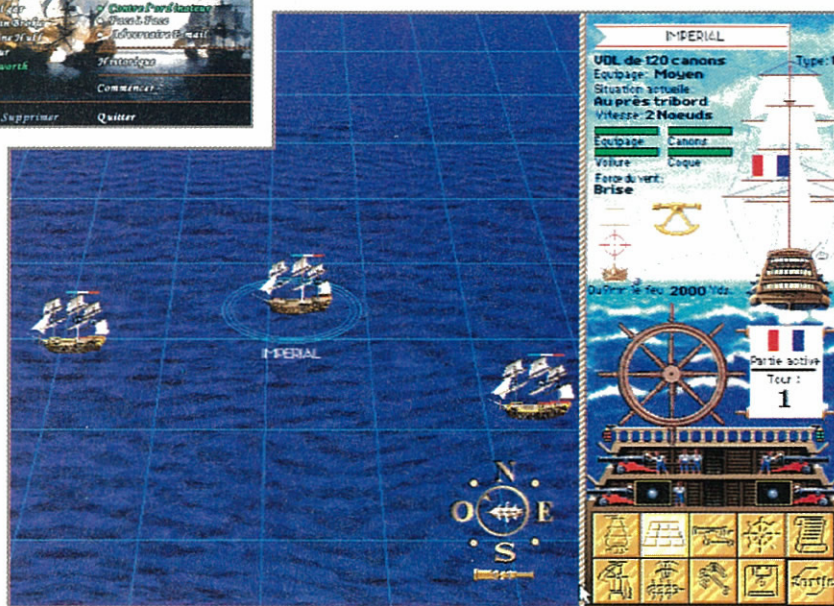 Contre l'ordinateur
Face à Face
Adversaire E-mail
Historique
Commencer
Supprimer
Quitter
IMPERIAL
VDL de 120 canons
Type:
Equipage: Moyen
Situation actuelle
Au près tribord
Vitesse: 2 Noeuds
Equipage
Canons
Voilure
Coque
Force du vent:
Brise
le feu 2000 Yds
IMPERIAL
Partie active
Tour :
1
N
O
E
S